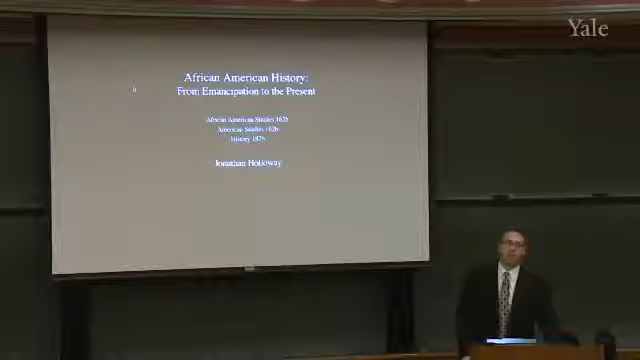 Yale
African American History:
From Emancipation to the Present
African American Studies 162b
American Studies 162b
History 187b
Jonathan Holloway